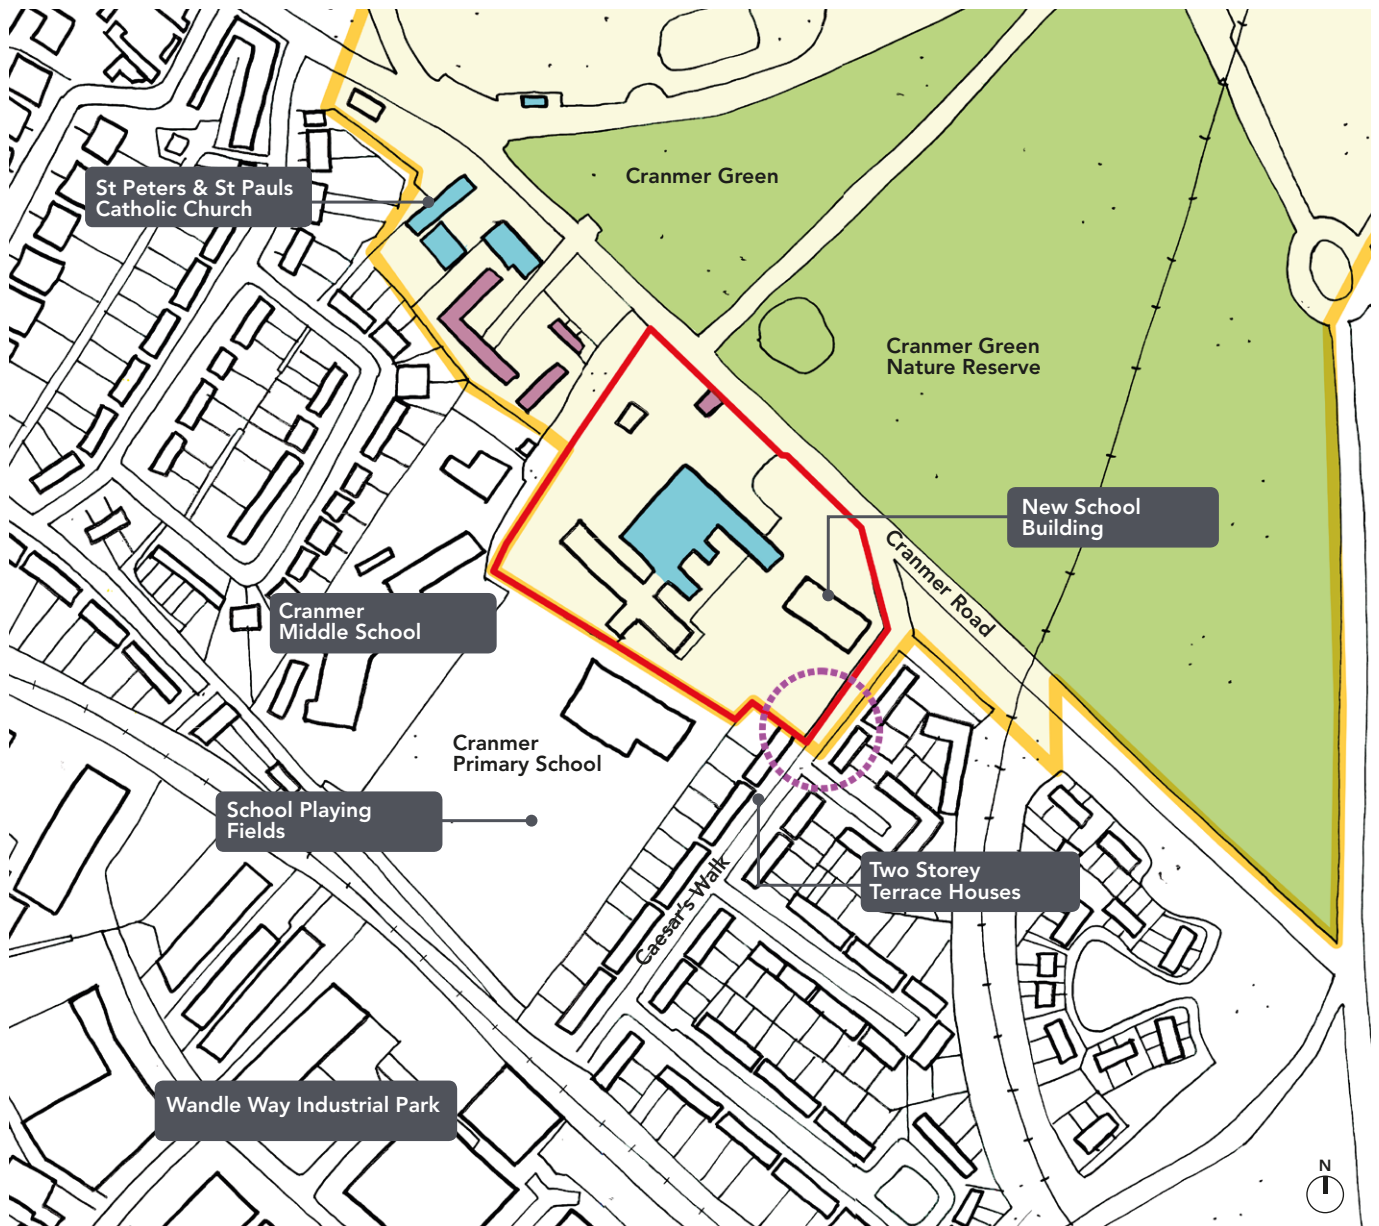 St Peters & St Pauls
Catholic Church
Cranmer Green
Cranmer Green
Nature Reserve
New School
Building
Cranmer Road
Cranmer
Middle School
Cranmer
Primary School
School Playing
Fields
Two Storey
Terrace Houses
Caesar's Walk
Wandle Way Industrial Park
N